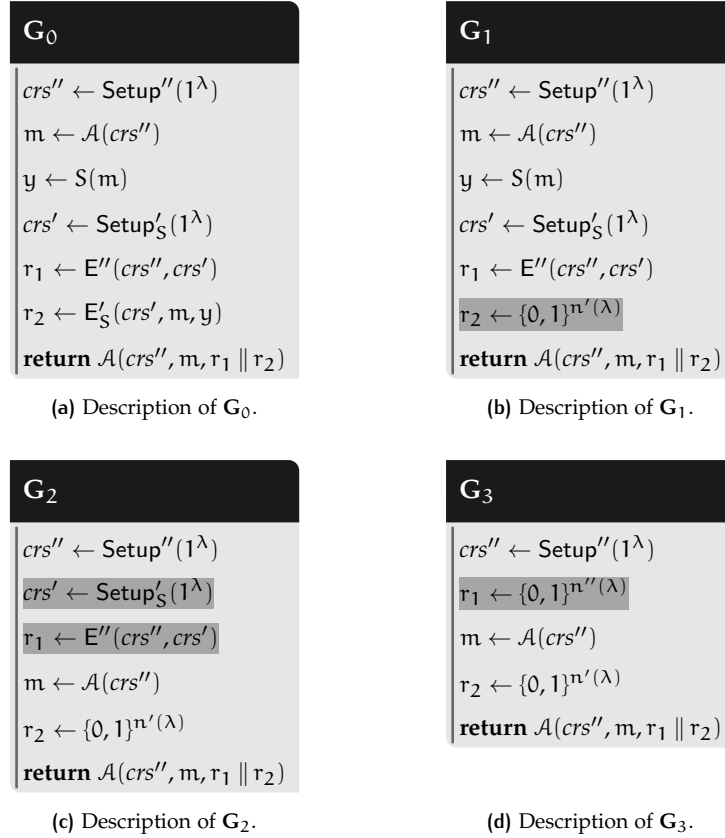 G₀
crs′′ ← Setup′′(1^λ)
m ← 𝒜(crs′′)
y ← S(m)
crs′ ← Setup′_S(1^λ)
r₁ ← E′′(crs′′, crs′)
r₂ ← E′_S(crs′, m, y)
return 𝒜(crs′′, m, r₁ ∥ r₂)
(a) Description of G₀.
G₁
crs′′ ← Setup′′(1^λ)
m ← 𝒜(crs′′)
y ← S(m)
crs′ ← Setup′_S(1^λ)
r₁ ← E′′(crs′′, crs′)
r₂ ← {0, 1}^{n′(λ)}
return 𝒜(crs′′, m, r₁ ∥ r₂)
(b) Description of G₁.
G₂
crs′′ ← Setup′′(1^λ)
crs′ ← Setup′_S(1^λ)
r₁ ← E′′(crs′′, crs′)
m ← 𝒜(crs′′)
r₂ ← {0, 1}^{n′(λ)}
return 𝒜(crs′′, m, r₁ ∥ r₂)
(c) Description of G₂.
G₃
crs′′ ← Setup′′(1^λ)
r₁ ← {0, 1}^{n′′(λ)}
m ← 𝒜(crs′′)
r₂ ← {0, 1}^{n′(λ)}
return 𝒜(crs′′, m, r₁ ∥ r₂)
(d) Description of G₃.